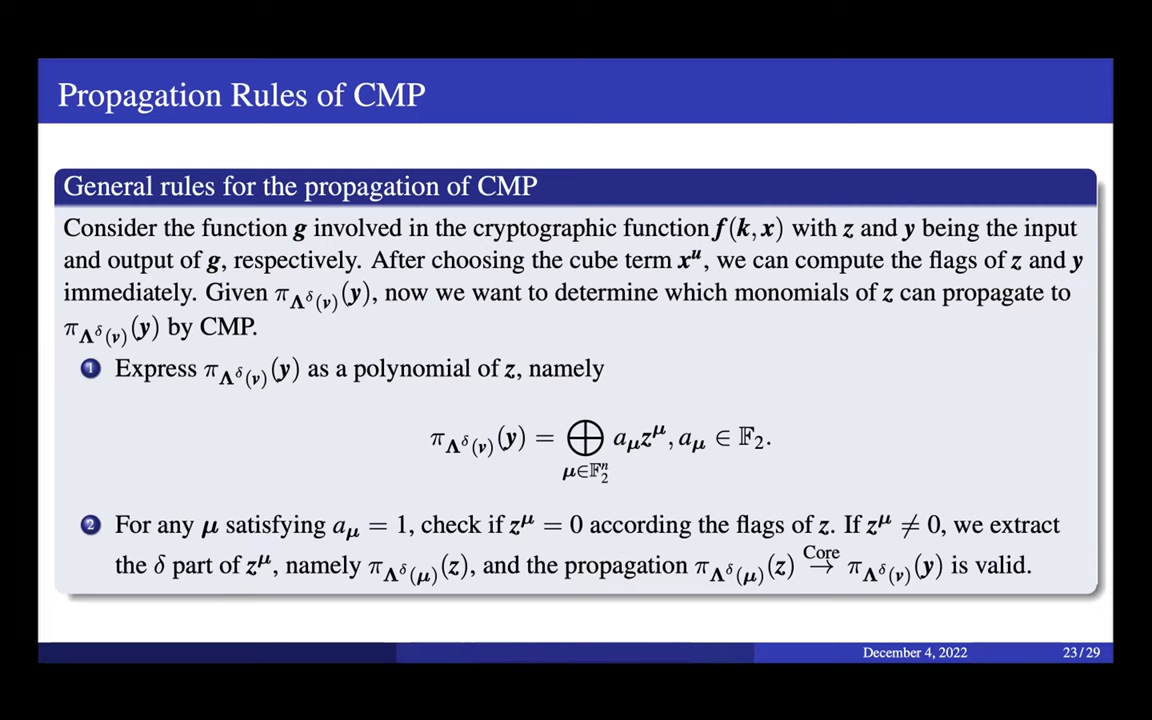 Propagation Rules of CMP
General rules for the propagation of CMP
Consider the function g involved in the cryptographic function f(k, x) with z and y being the input
and output of g, respectively. After choosing the cube term x^u, we can compute the flags of z and y
immediately. Given π_{Λ^δ(v)}(y), now we want to determine which monomials of z can propagate to
π_{Λ^δ(v)}(y) by CMP.
1 Express π_{Λ^δ(v)}(y) as a polynomial of z, namely
π_{Λ^δ(v)}(y) = ⨁_{μ∈𝔽_2^n} a_μ z^μ, a_μ ∈ 𝔽_2.
2 For any μ satisfying a_μ = 1, check if z^μ = 0 according the flags of z. If z^μ ≠ 0, we extract
the δ part of z^μ, namely π_{Λ^δ(μ)}(z), and the propagation π_{Λ^δ(μ)}(z) →^{Core} π_{Λ^δ(v)}(y) is valid.
December 4, 2022 23 / 29